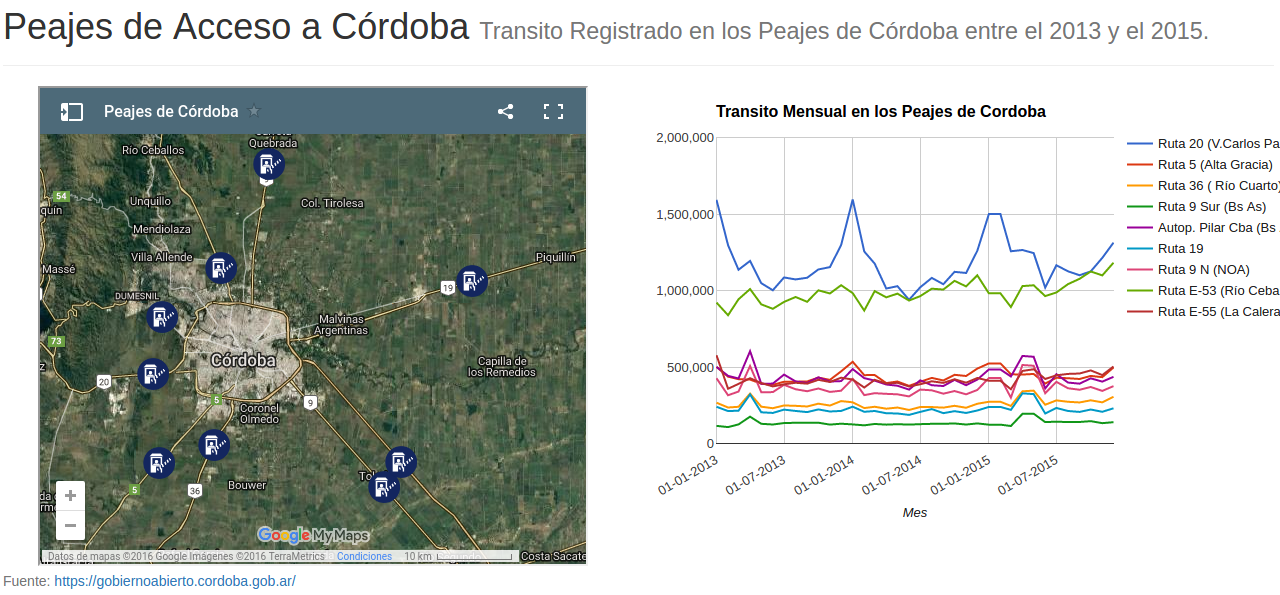 Peajes de Acceso a Córdoba Transito Registrado en los Peajes de Córdoba entre el 2013 y el 2015.
Peajes de Córdoba
Quebrada
Río Ceballos
54
quin
Unquillo
Col. Tirolesa
Mendiolaza
Villa Allende
Piquillín
Massé
19
DUMESNIL
Malvinas
Argentinas
73
Córdoba
Capilla de
los Remedios
z
20
5
9
Coronel
Olmedo
Tol
Bouwer
5
36
da
rme
+
−
Google My Maps
Datos de mapas ©2016 Google Imágenes ©2016 TerraMetrics Condiciones 10 km
Costa Sacate
Fuente: https://gobiernoabierto.cordoba.gob.ar/
Transito Mensual en los Peajes de Cordoba
2,000,000
1,500,000
1,000,000
500,000
0
01-01-2013
01-07-2013
01-01-2014
01-07-2014
01-01-2015
01-07-2015
Mes
Ruta 20 (V.Carlos Pa
Ruta 5 (Alta Gracia)
Ruta 36 ( Río Cuarto)
Ruta 9 Sur (Bs As)
Autop. Pilar Cba (Bs
Ruta 19
Ruta 9 N (NOA)
Ruta E-53 (Río Ceba
Ruta E-55 (La Calera